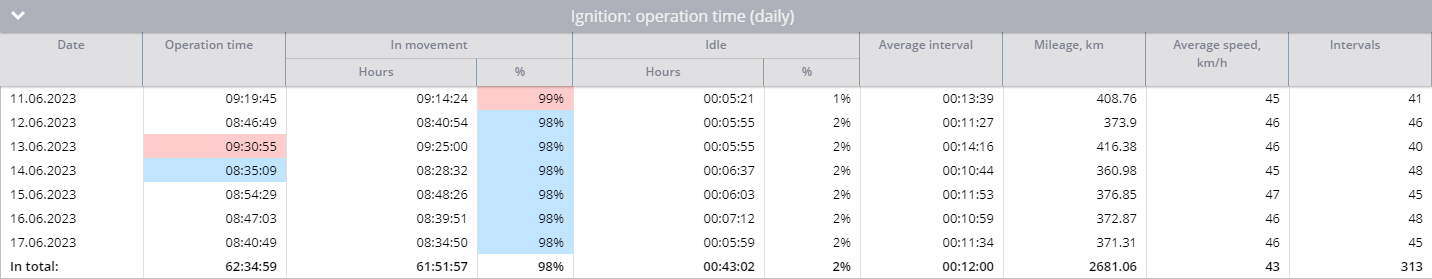 Ignition: operation time (daily)
Date Operation time In movement Idle Average interval Mileage, km Average speed, km/h Intervals
Hours % Hours %
11.06.2023 09:19:45 09:14:24 99% 00:05:21 1% 00:13:39 408.76 45 41
12.06.2023 08:46:49 08:40:54 98% 00:05:55 2% 00:11:27 373.9 46 46
13.06.2023 09:30:55 09:25:00 98% 00:05:55 2% 00:14:16 416.38 46 40
14.06.2023 08:35:09 08:28:32 98% 00:06:37 2% 00:10:44 360.98 45 48
15.06.2023 08:54:29 08:48:26 98% 00:06:03 2% 00:11:53 376.85 47 45
16.06.2023 08:47:03 08:39:51 98% 00:07:12 2% 00:10:59 372.87 46 48
17.06.2023 08:40:49 08:34:50 98% 00:05:59 2% 00:11:34 371.31 46 45
In total: 62:34:59 61:51:57 98% 00:43:02 2% 00:12:00 2681.06 43 313